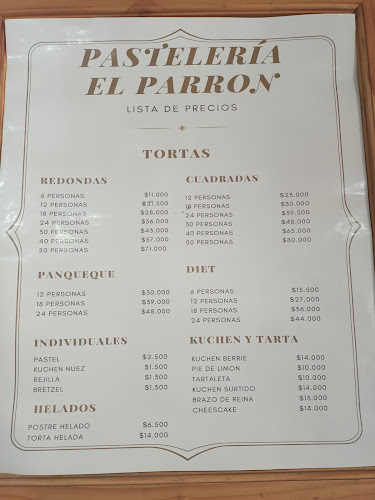 PASTELERÍA
EL PARRON
LISTA DE PRECIOS
TORTAS
REDONDAS
6 PERSONAS $11.000
12 PERSONAS $21.500
18 PERSONAS $28.000
24 PERSONAS $36.000
30 PERSONAS $43.000
40 PERSONAS $57.000
50 PERSONAS $71.000
CUADRADAS
12 PERSONAS $25.000
18 PERSONAS $30.000
24 PERSONAS $39.500
30 PERSONAS $48.000
40 PERSONAS $65.000
50 PERSONAS $80.000
PANQUEQUE
12 PERSONAS $30.000
18 PERSONAS $39.000
24 PERSONAS $48.000
DIET
6 PERSONAS $15.500
12 PERSONAS $27.000
18 PERSONAS $36.000
24 PERSONAS $44.000
INDIVIDUALES
PASTEL $2.500
KUCHEN NUEZ $1.500
REJILLA $1.300
BRETZEL $1.300
KUCHEN Y TARTA
KUCHEN BERRIE $14.000
PIE DE LIMON $10.000
TARTALETA $10.000
KUCHEN SURTIDO $14.000
BRAZO DE REINA $13.000
CHEESCAKE $14.000
HELADOS
POSTRE HELADO $6.500
TORTA HELADA $14.000